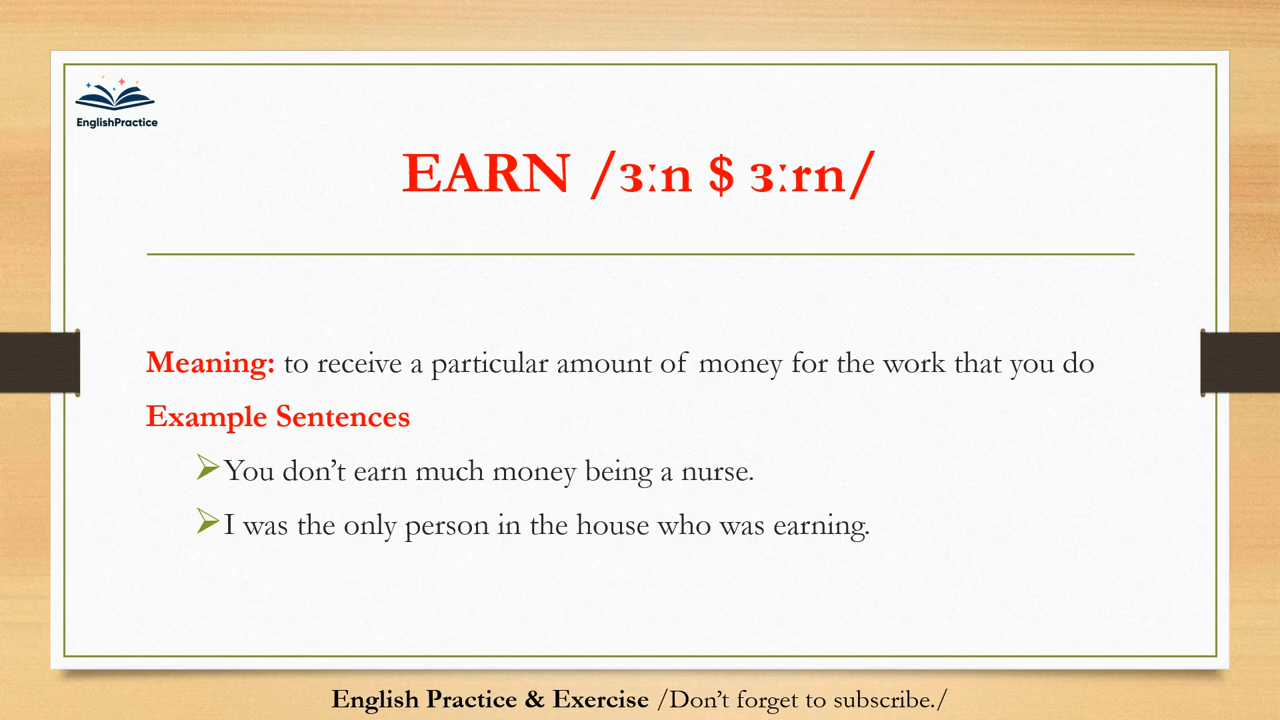 EnglishPractice
EARN /ɜːn $ ɜːrn/
Meaning: to receive a particular amount of money for the work that you do
Example Sentences
You don’t earn much money being a nurse.
I was the only person in the house who was earning.
English Practice & Exercise /Don’t forget to subscribe./